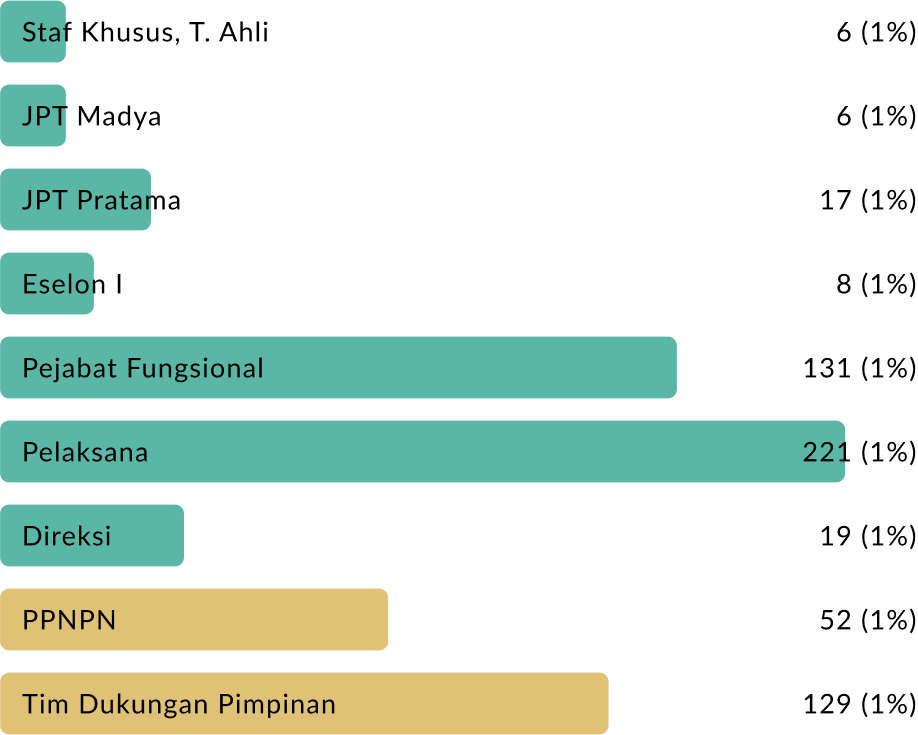 Staf Khusus, T. Ahli 6 (1%)
JPT Madya 6 (1%)
JPT Pratama 17 (1%)
Eselon I 8 (1%)
Pejabat Fungsional 131 (1%)
Pelaksana 221 (1%)
Direksi 19 (1%)
PPNPN 52 (1%)
Tim Dukungan Pimpinan 129 (1%)